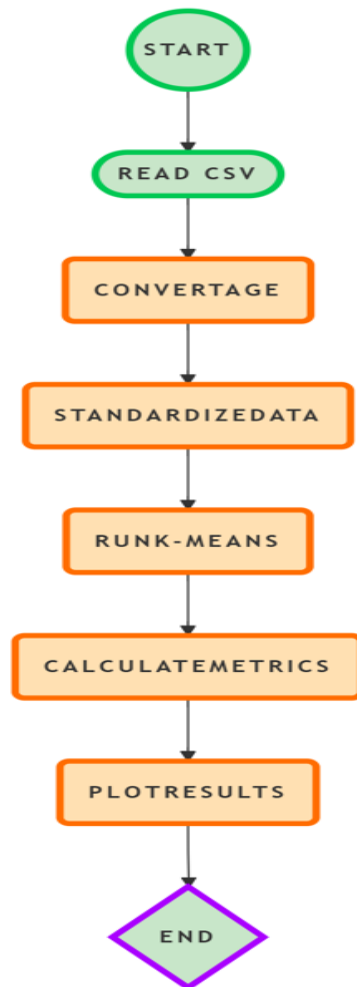 START
READ CSV
CONVERTAGE
STANDARDIZEDATA
RUNK-MEANS
CALCULATEMETRICS
PLOTRESULTS
END